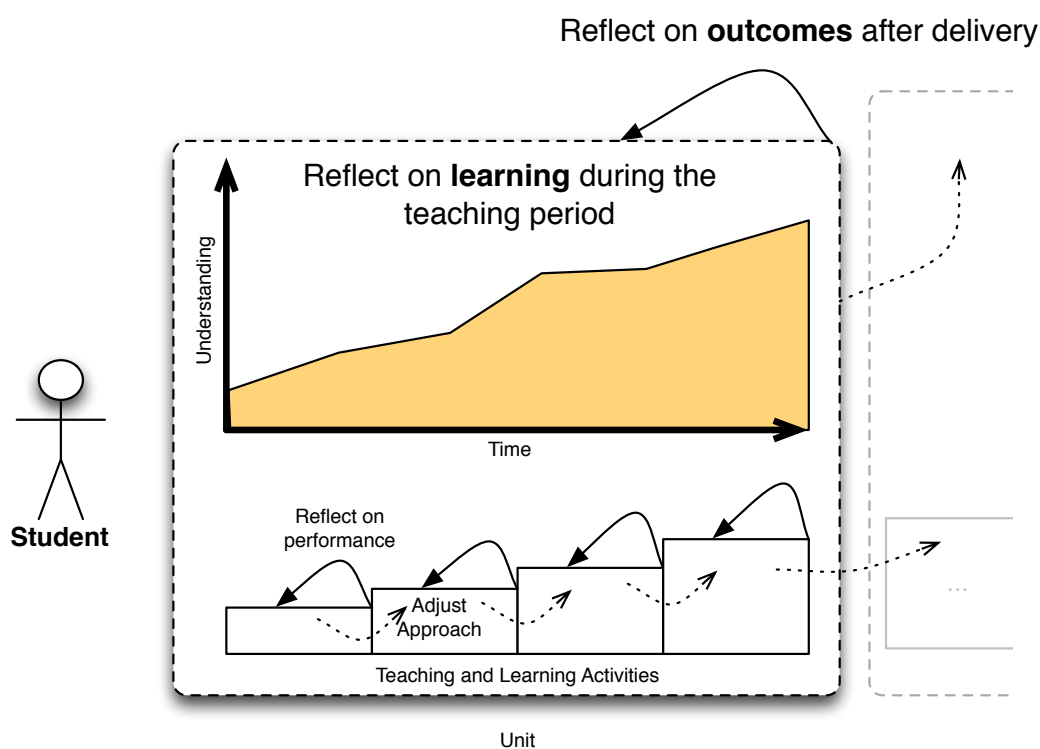 Reflect on outcomes after delivery
Reflect on learning during the
teaching period
Understanding
Time
Student
Reflect on
performance
Adjust
Approach
...
Teaching and Learning Activities
Unit